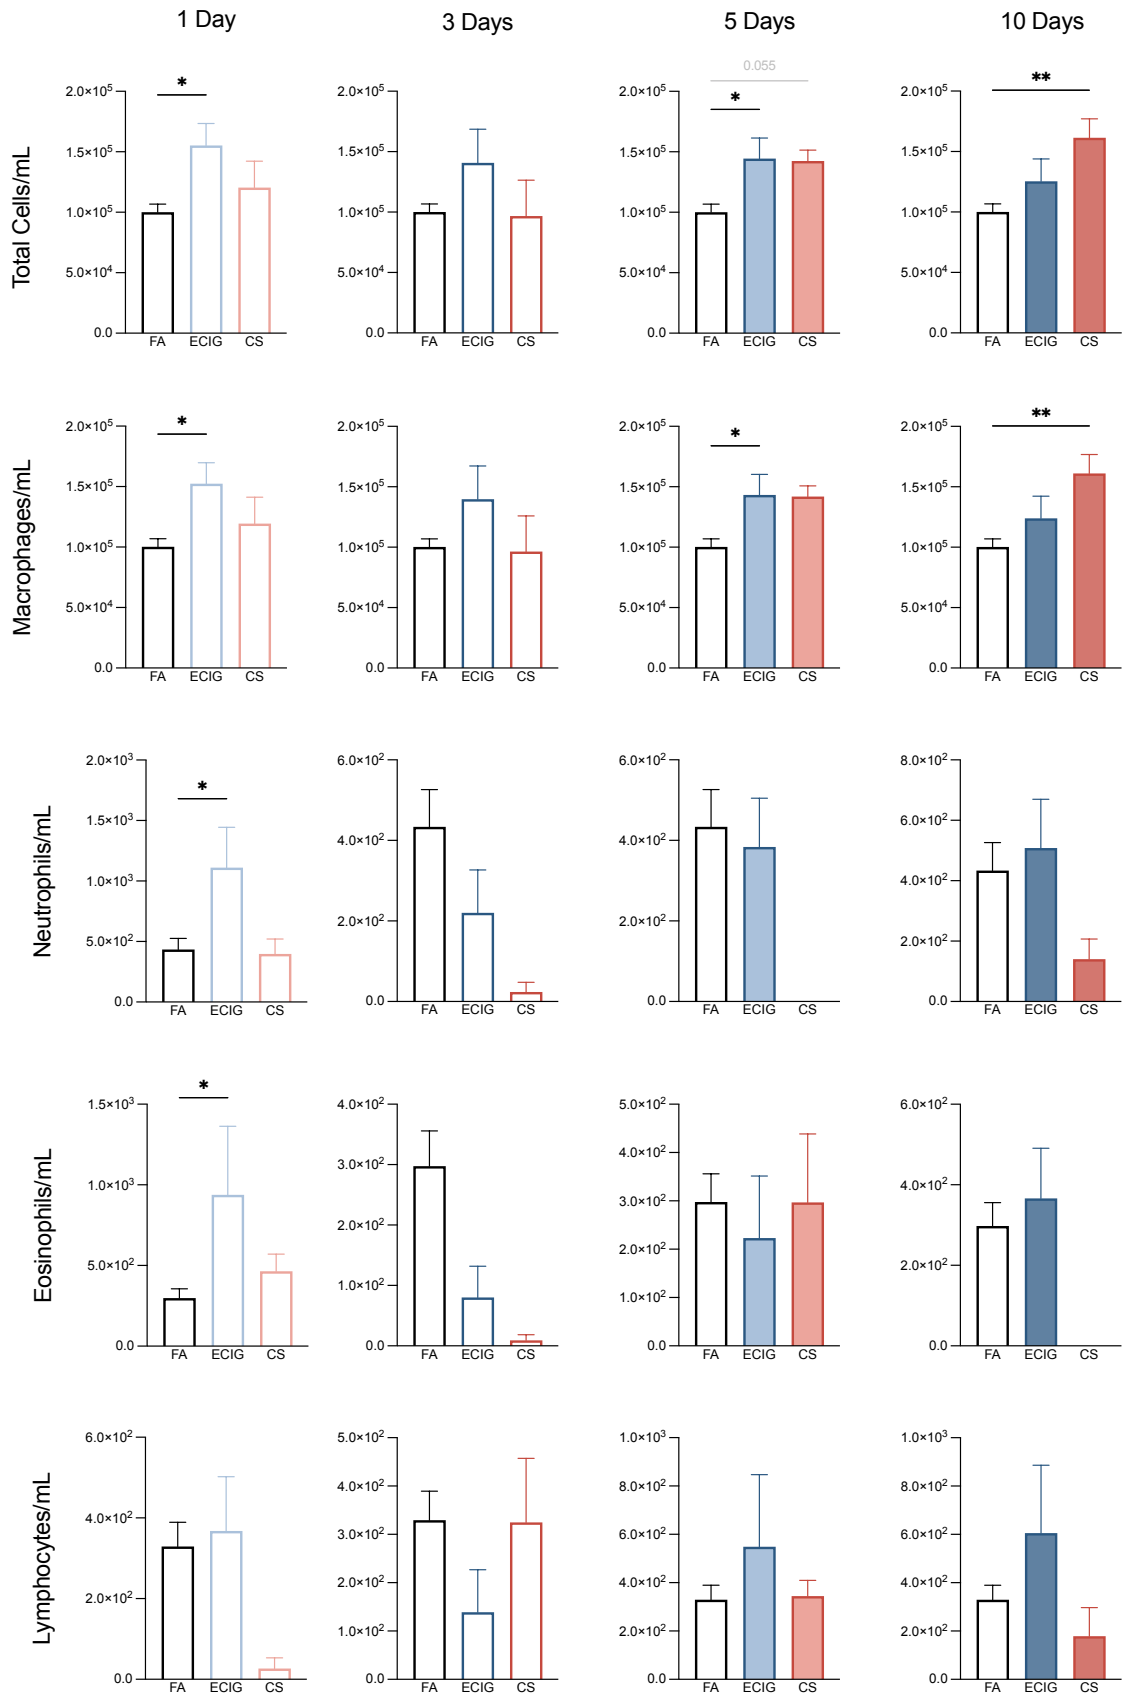 1 Day 3 Days 5 Days 10 Days
Total Cells/mL
* 0.055 * **
2.0×10⁵ 2.0×10⁵ 2.0×10⁵ 2.0×10⁵
1.5×10⁵ 1.5×10⁵ 1.5×10⁵ 1.5×10⁵
1.0×10⁵ 1.0×10⁵ 1.0×10⁵ 1.0×10⁵
5.0×10⁴ 5.0×10⁴ 5.0×10⁴ 5.0×10⁴
0.0 0.0 0.0 0.0
FA ECIG CS FA ECIG CS FA ECIG CS FA ECIG CS
Macrophages/mL
* * **
2.0×10⁵ 2.0×10⁵ 2.0×10⁵ 2.0×10⁵
1.5×10⁵ 1.5×10⁵ 1.5×10⁵ 1.5×10⁵
1.0×10⁵ 1.0×10⁵ 1.0×10⁵ 1.0×10⁵
5.0×10⁴ 5.0×10⁴ 5.0×10⁴ 5.0×10⁴
0.0 0.0 0.0 0.0
FA ECIG CS FA ECIG CS FA ECIG CS FA ECIG CS
Neutrophils/mL
*
2.0×10³ 6.0×10² 6.0×10² 8.0×10²
1.5×10³ 4.0×10² 4.0×10² 6.0×10²
1.0×10³ 2.0×10² 2.0×10² 4.0×10²
5.0×10² 2.0×10²
0.0 0.0 0.0 0.0
FA ECIG CS FA ECIG CS FA ECIG CS FA ECIG CS
Eosinophils/mL
*
1.5×10³ 4.0×10² 5.0×10² 6.0×10²
1.0×10³ 3.0×10² 4.0×10² 4.0×10²
5.0×10² 2.0×10² 3.0×10² 2.0×10²
1.0×10² 2.0×10²
1.0×10²
0.0 0.0 0.0 0.0
FA ECIG CS FA ECIG CS FA ECIG CS FA ECIG CS
Lymphocytes/mL
6.0×10² 5.0×10² 1.0×10³ 1.0×10³
4.0×10² 4.0×10² 8.0×10² 8.0×10²
2.0×10² 3.0×10² 6.0×10² 6.0×10²
2.0×10² 4.0×10² 4.0×10²
1.0×10² 2.0×10² 2.0×10²
0.0 0.0 0.0 0.0
FA ECIG CS FA ECIG CS FA ECIG CS FA ECIG CS